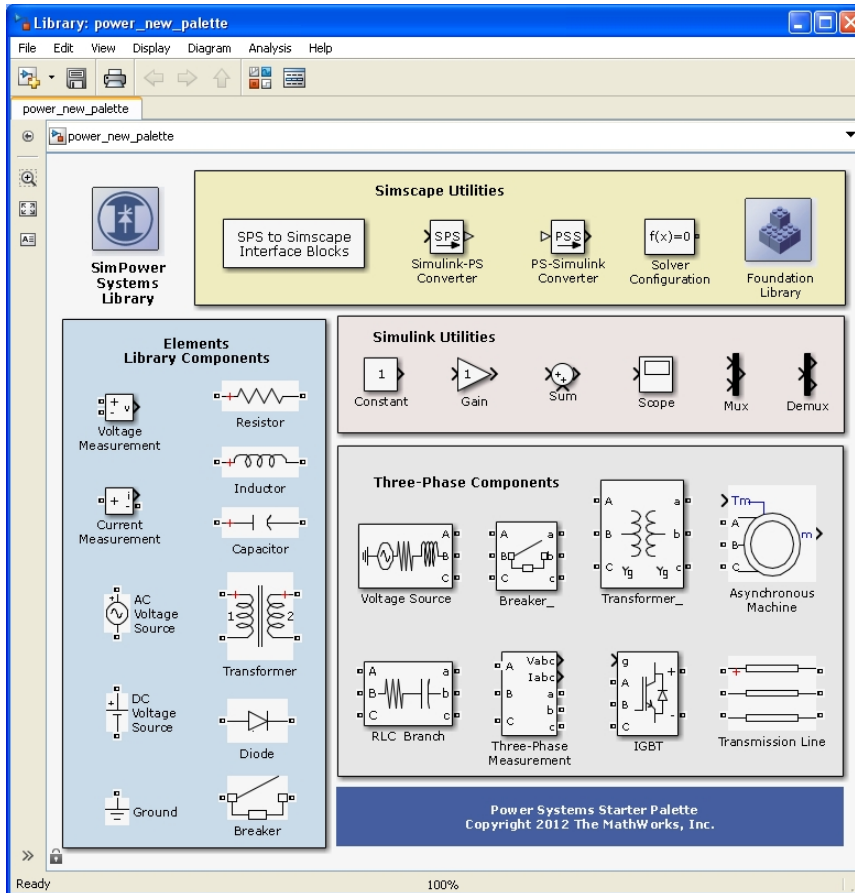 Library: power_new_palette
File Edit View Display Diagram Analysis Help
power_new_palette
power_new_palette
SimPower
Systems
Library
Simscape Utilities
SPS to Simscape
Interface Blocks
SPS
Simulink-PS
Converter
PS S
PS-Simulink
Converter
f(x)=0
Solver
Configuration
Foundation
Library
Elements
Library Components
+
-
v
Voltage
Measurement
+
Resistor
+
Inductor
+ i
-
Current
Measurement
+
Capacitor
AC
Voltage
Source
+ +
1 2
Transformer
+
DC
Voltage
Source
Diode
Ground
Breaker
Simulink Utilities
1
Constant
1
Gain
+
+
Sum
Scope
Mux
Demux
Three-Phase Components
A
B
C
Voltage Source
A a
B b
C c
Breaker_
A a
B b
C c
Yg Yg
Transformer_
Tm
A
B
C
m
Asynchronous
Machine
A a
B b
C c
RLC Branch
Vabc
Iabc
A
B a
b
C c
Three-Phase
Measurement
g
A +
B
C -
IGBT
+
Transmission Line
Power Systems Starter Palette
Copyright 2012 The MathWorks, Inc.
Ready 100%